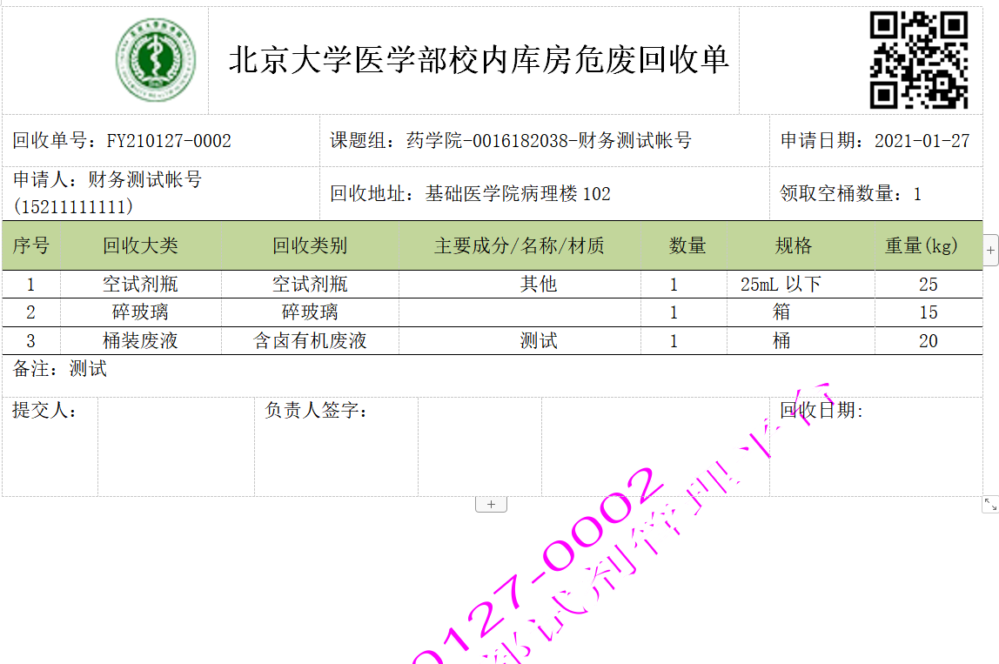 北京大学医学部校内库房危废回收单
回收单号：FY210127-0002 课题组：药学院-0016182038-财务测试帐号 申请日期：2021-01-27
申请人：财务测试帐号
(15211111111) 回收地址：基础医学院病理楼 102 领取空桶数量：1
序号 回收大类 回收类别 主要成分/名称/材质 数量 规格 重量(kg)
1 空试剂瓶 空试剂瓶 其他 1 25mL 以下 25
2 碎玻璃 碎玻璃 1 箱 15
3 桶装废液 含卤有机废液 测试 1 桶 20
备注：测试
提交人： 负责人签字： 回收日期:
0127-0002
部试剂管理平台